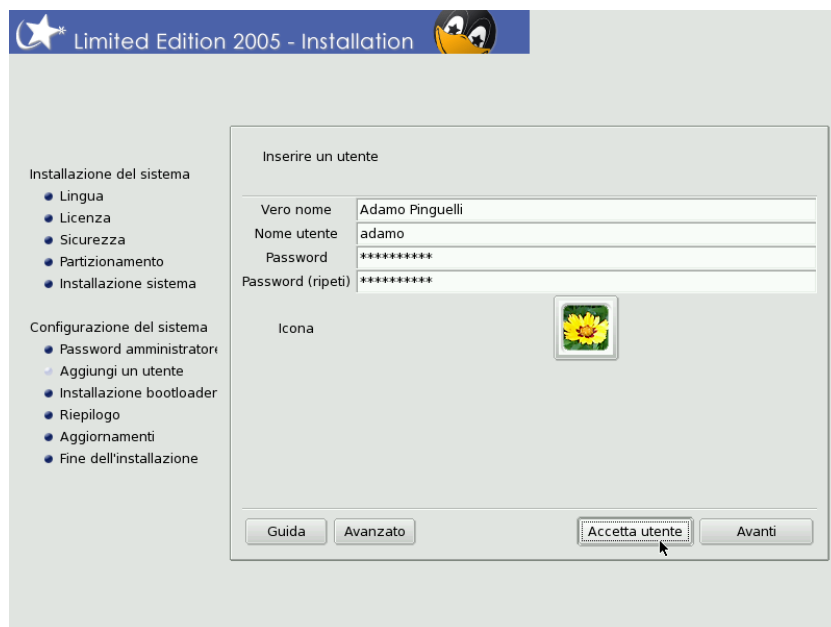 Limited Edition 2005 - Installation
Installazione del sistema
Lingua
Licenza
Sicurezza
Partizionamento
Installazione sistema
Configurazione del sistema
Password amministratore
Aggiungi un utente
Installazione bootloader
Riepilogo
Aggiornamenti
Fine dell'installazione
Inserire un utente
Vero nome Adamo Pinguelli
Nome utente adamo
Password **********
Password (ripeti) **********
Icona
Guida Avanzato Accetta utente Avanti